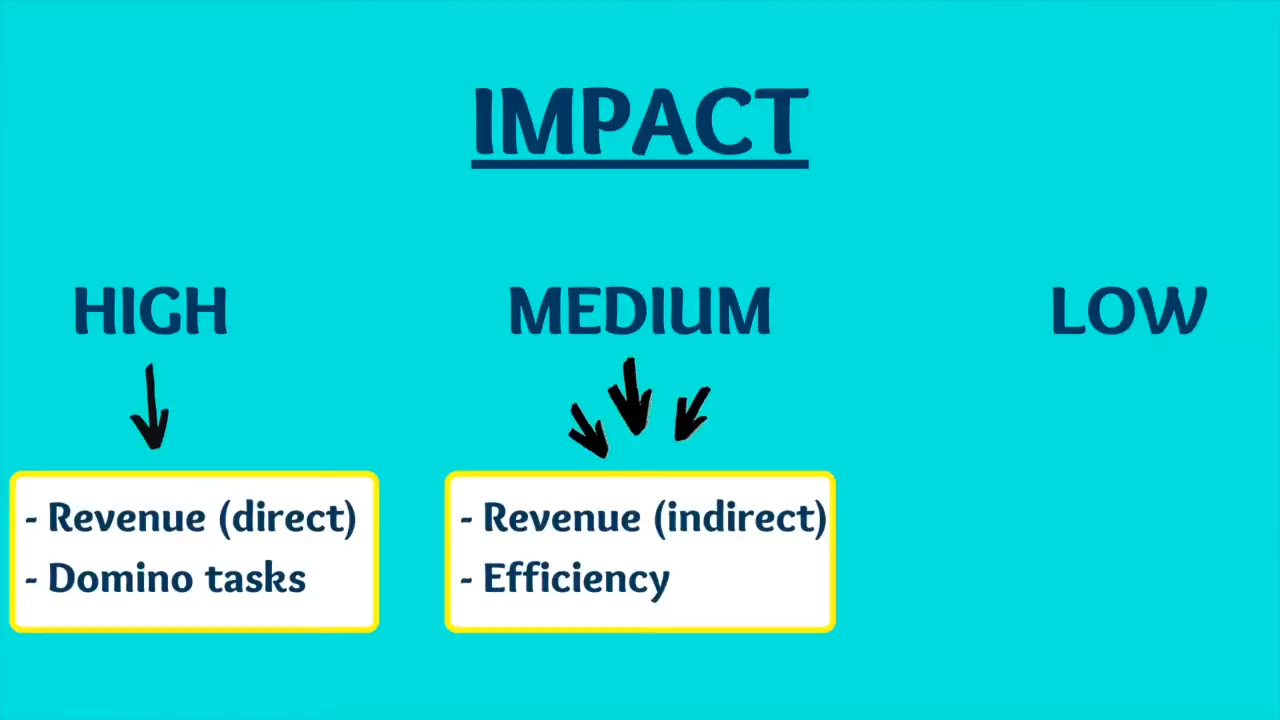 IMPACT
HIGH
MEDIUM
LOW
- Revenue (direct)
- Domino tasks
- Revenue (indirect)
- Efficiency